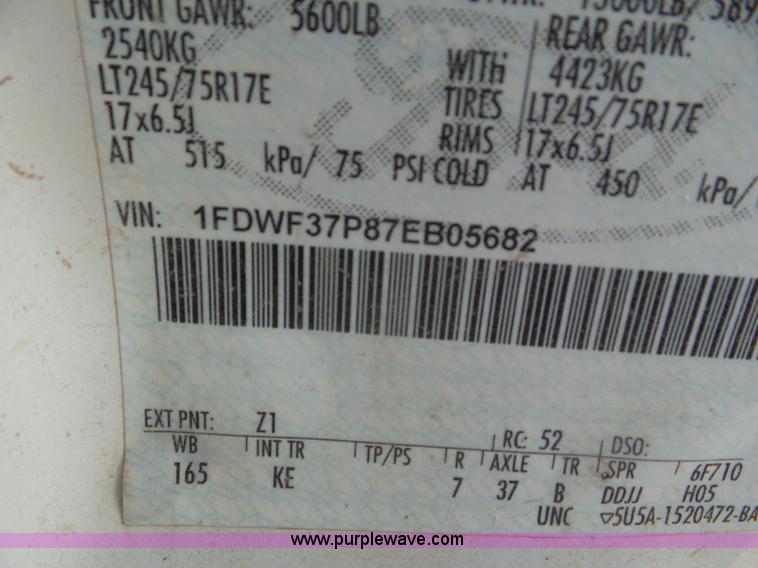 FRONT GAWR: 5600LB
2540KG
LT245/75R17E
17x6.5J
AT 515 kPa/ 75 PSI COLD
WITH
TIRES
RIMS
REAR GAWR:
4423KG
LT245/75R17E
17x6.5J
AT 450 kPa/
VIN: 1FDWF37P87EB05682
EXT PNT: Z1 RC: 52 DSO:
WB INT TR TP/PS R AXLE TR SPR 6F710
165 KE 7 37 B DDJJ H05
UNC ▽5U5A-1520472-BA
www.purplewave.com